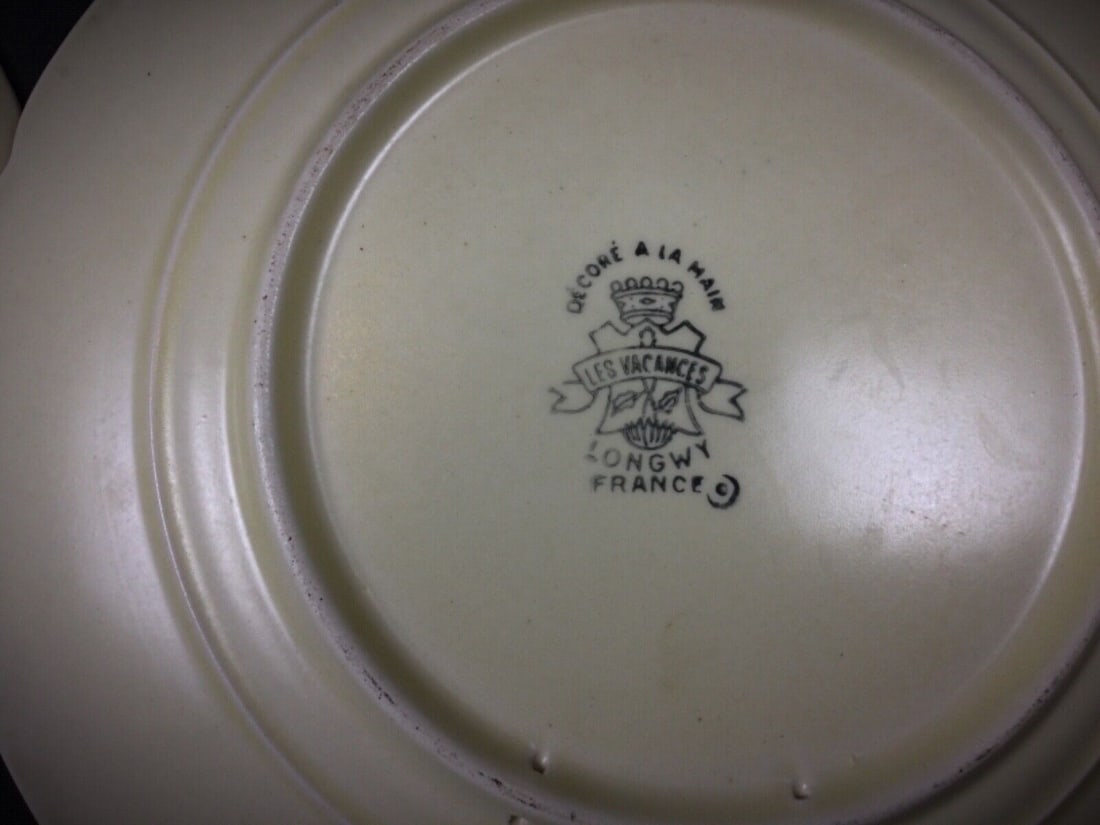 DÉCORÉ A LA MAIN
LES VACANCES
LONGWY
FRANCE ©